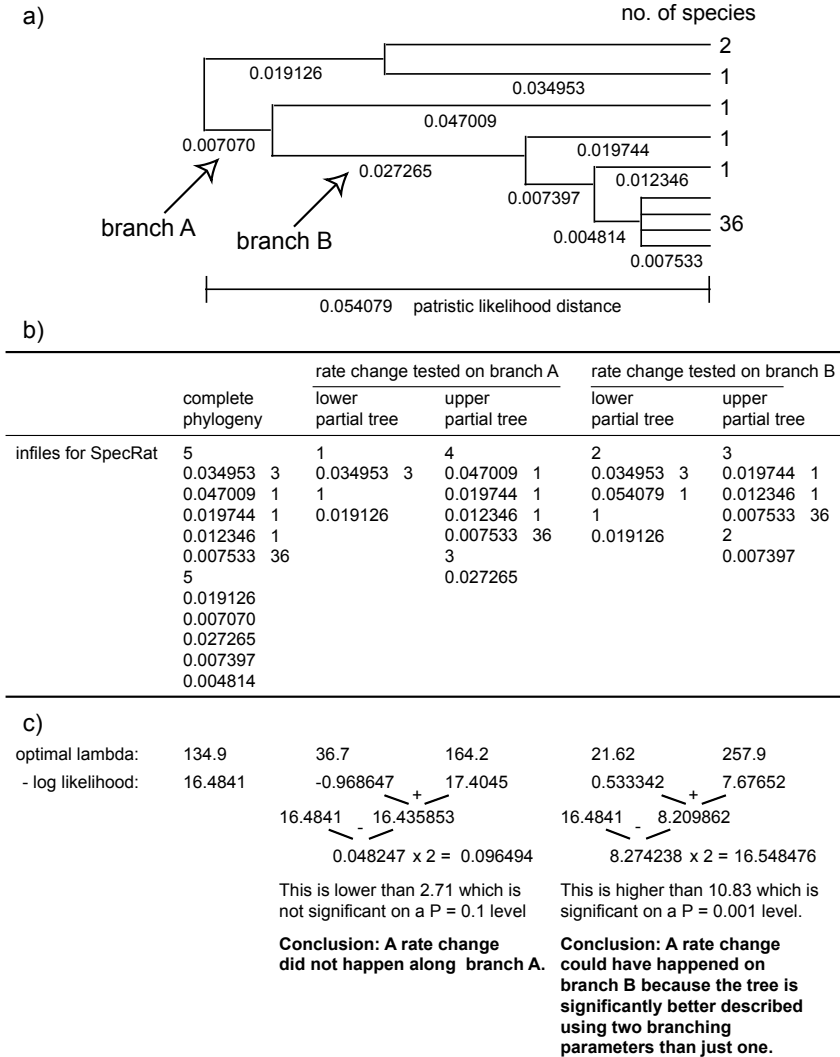 a)
no. of species
2
0.019126
1
0.034953
1
0.047009
1
0.007070
0.019744
1
0.027265
0.012346
0.007397
branch A
branch B
36
0.004814
0.007533
0.054079 patristic likelihood distance
b)
rate change tested on branch A rate change tested on branch B
complete lower upper lower upper
phylogeny partial tree partial tree partial tree partial tree
infiles for SpecRat 5 1 4 2 3
0.034953 3 0.034953 3 0.047009 1 0.034953 3 0.019744 1
0.047009 1 1 0.019744 1 0.054079 1 0.012346 1
0.019744 1 0.019126 0.012346 1 1 0.007533 36
0.012346 1 0.007533 36 0.019126 2
0.007533 36 3 0.007397
5 0.027265
0.019126
0.007070
0.027265
0.007397
0.004814
c)
optimal lambda: 134.9 36.7 164.2 21.62 257.9
- log likelihood: 16.4841 -0.968647 17.4045 0.533342 7.67652
+ +
16.4841 - 16.435853 16.4841 - 8.209862
0.048247 x 2 = 0.096494 8.274238 x 2 = 16.548476
This is lower than 2.71 which is
not significant on a P = 0.1 level
Conclusion: A rate change
did not happen along branch A.
This is higher than 10.83 which is
significant on a P = 0.001 level.
Conclusion: A rate change
could have happened on
branch B because the tree is
significantly better described
using two branching
parameters than just one.